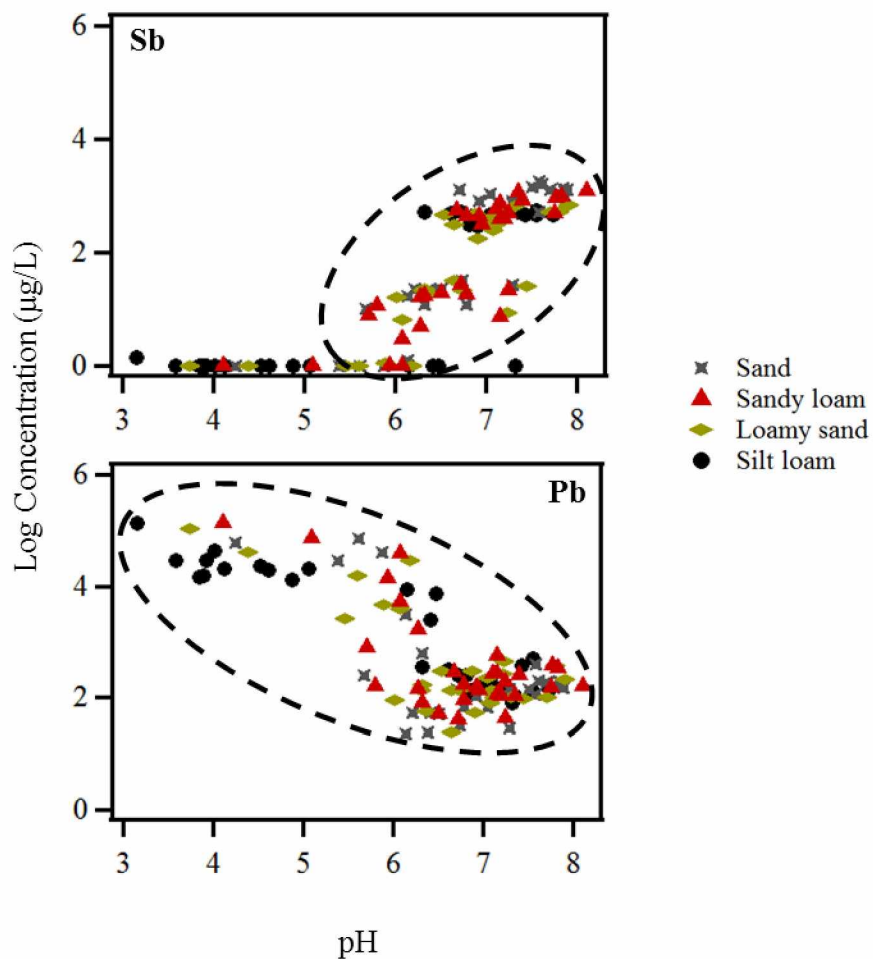 6
Sb
4
2
0
3 4 5 6 7 8
Log Concentration (µg/L)
Sand
Sandy loam
Loamy sand
Silt loam
6
Pb
4
2
0
3 4 5 6 7 8
pH